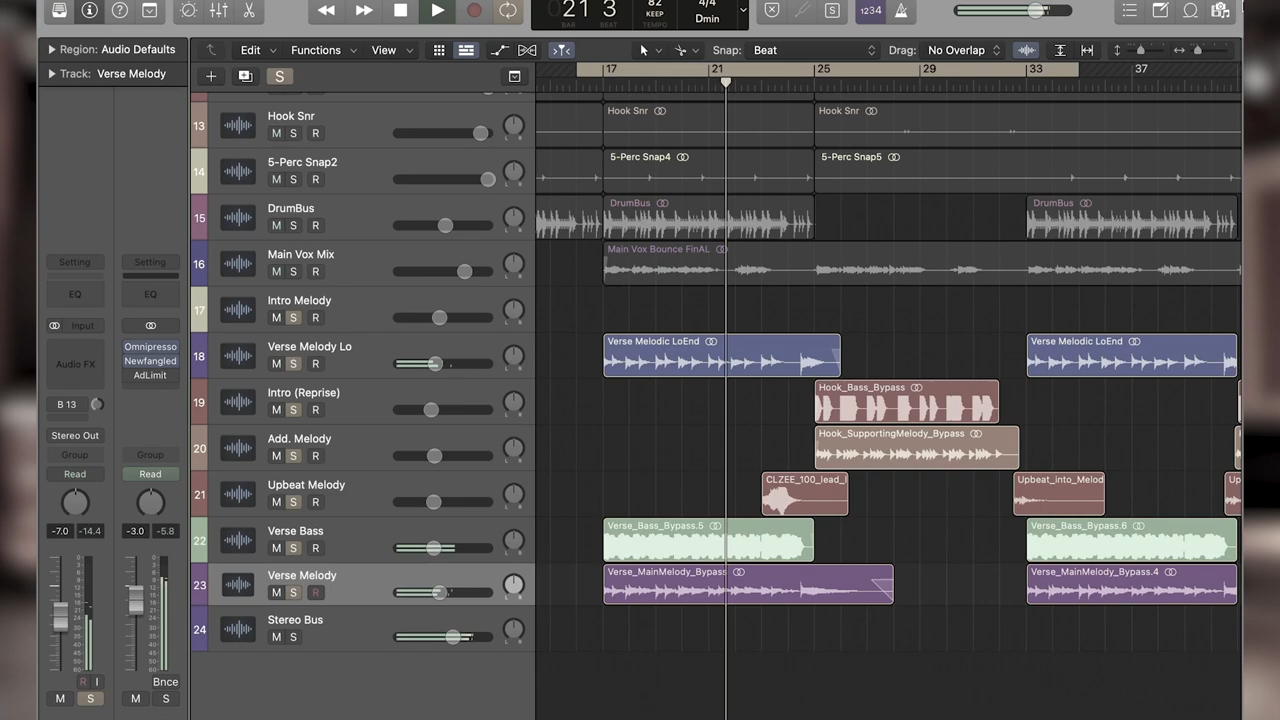 21 3
BAR BEAT
82
KEEP
TEMPO
4/4
Dmin
1234
Region: Audio Defaults
Edit Functions View
Snap: Beat
Drag: No Overlap
Track: Verse Melody
S
17 21 25 29 33 37
13 Hook Snr
M S R
Hook Snr
Hook Snr
14 5-Perc Snap2
M S R
5-Perc Snap4
5-Perc Snap5
15 DrumBus
M S R
DrumBus
DrumBus
16 Main Vox Mix
M S R
Main Vox Bounce FinAL
17 Intro Melody
M S R
18 Verse Melody Lo
M S R
Verse Melodic LoEnd
Verse Melodic LoEnd
19 Intro (Reprise)
M S R
Hook_Bass_Bypass
20 Add. Melody
M S R
Hook_SupportingMelody_Bypass
21 Upbeat Melody
M S R
CLZEE_100_lead_l
Upbeat_into_Melod
Up
22 Verse Bass
M S R
Verse_Bass_Bypass.5
Verse_Bass_Bypass.6
23 Verse Melody
M S R
Verse_MainMelody_Bypass
Verse_MainMelody_Bypass.4
24 Stereo Bus
M S
Setting Setting
EQ EQ
Input
Audio FX
Omnipresso
Newfangled
AdLimit
B 13
Stereo Out
Group Group
Read Read
-7.0 -14.4 -3.0 -5.8
R I
Bnce
M S M S